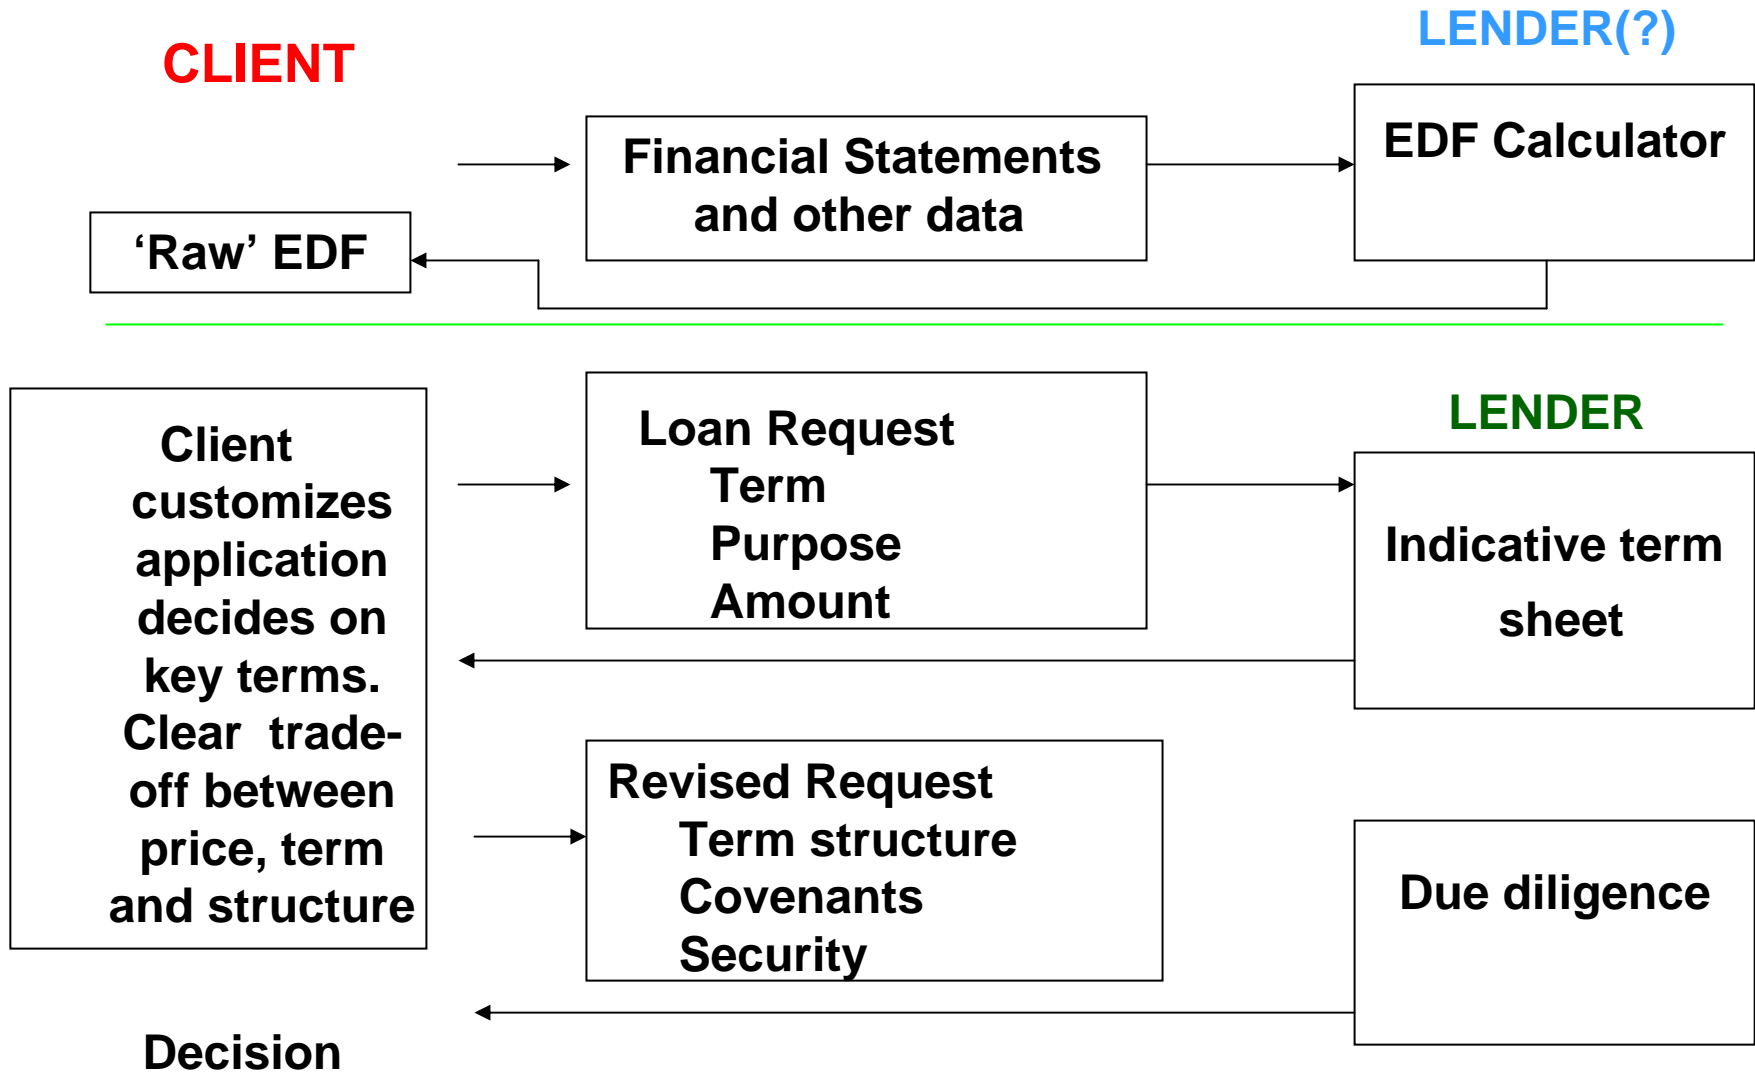 LENDER(?)
CLIENT
Financial Statements
and other data
EDF Calculator
‘Raw’ EDF
Client
customizes
application
decides on
key terms.
Clear trade-
off between
price, term
and structure
Loan Request
Term
Purpose
Amount
LENDER
Indicative term
sheet
Revised Request
Term structure
Covenants
Security
Due diligence
Decision